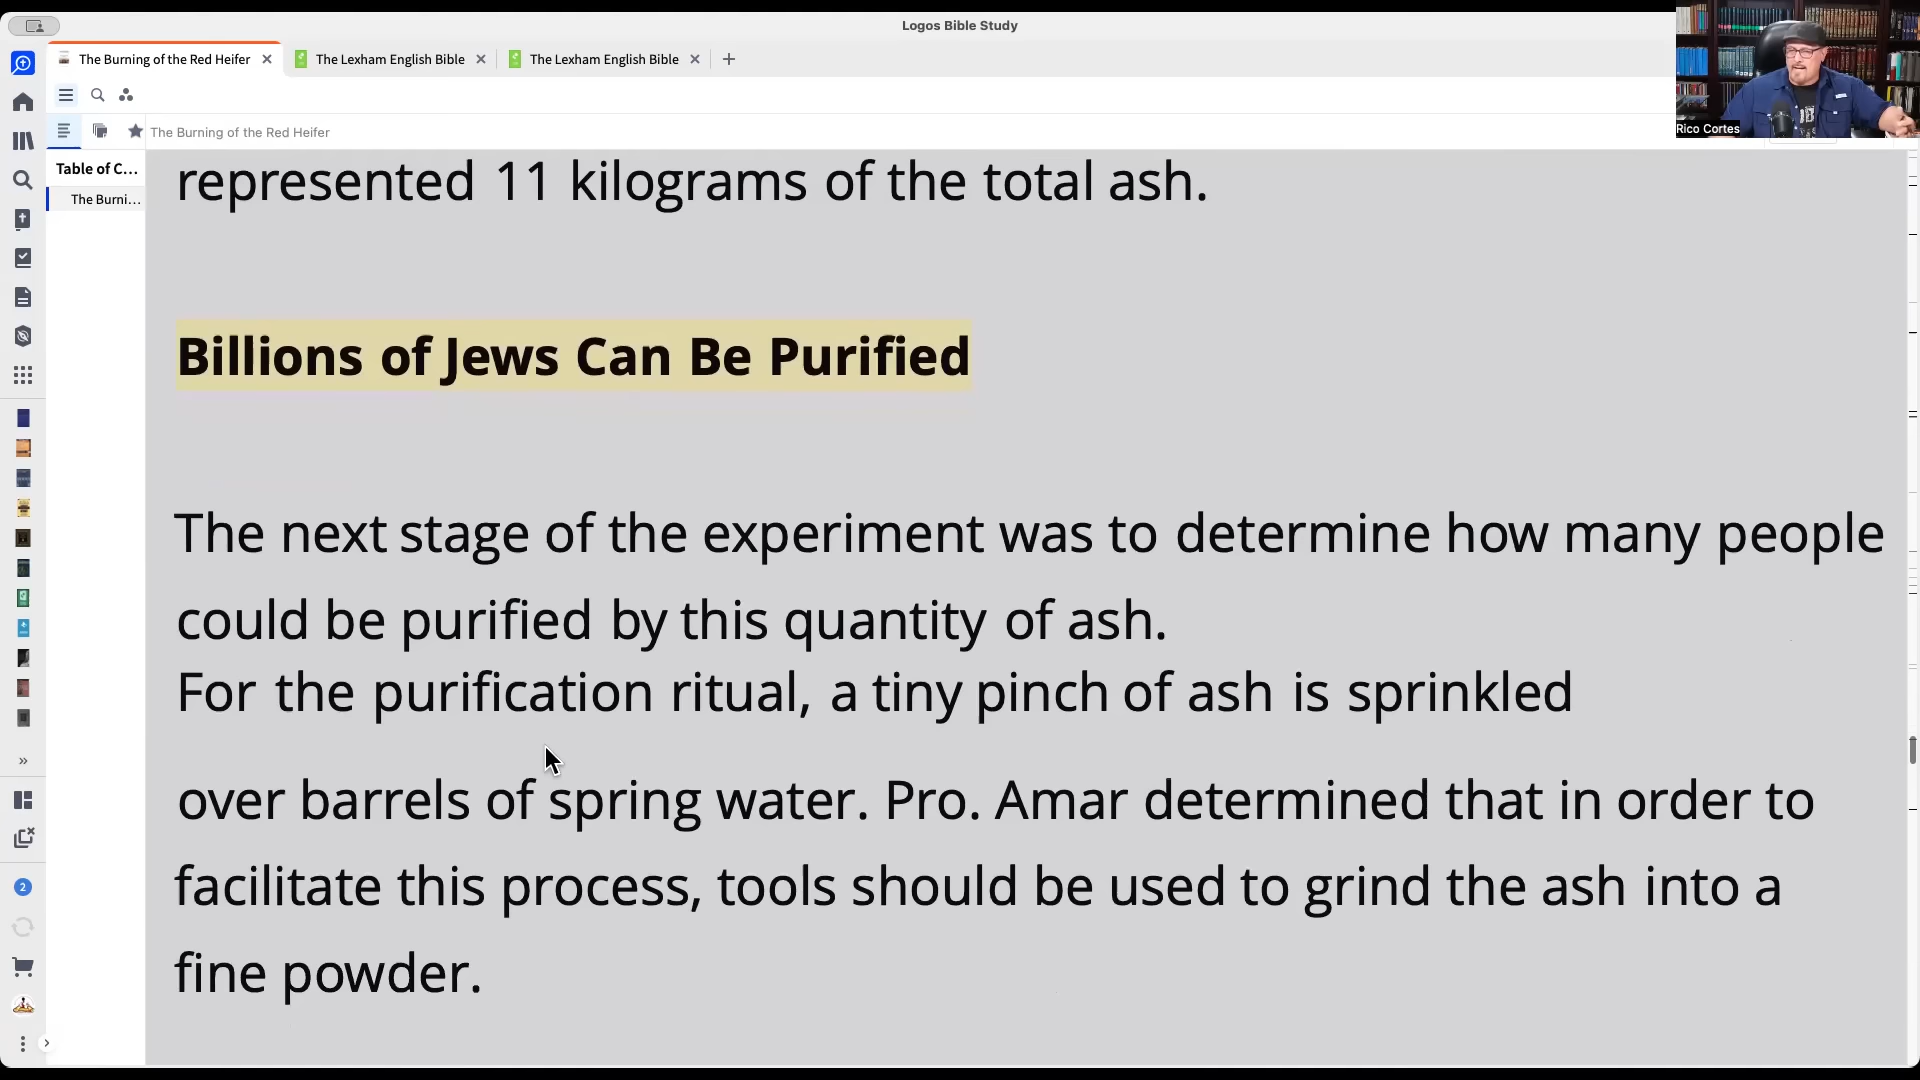 Logos Bible Study
The Burning of the Red Heifer
The Lexham English Bible
The Lexham English Bible
Rico Cortes
The Burning of the Red Heifer
Table of C...
The Burni...
represented 11 kilograms of the total ash.
Billions of Jews Can Be Purified
The next stage of the experiment was to determine how many people
could be purified by this quantity of ash.
For the purification ritual, a tiny pinch of ash is sprinkled
over barrels of spring water. Pro. Amar determined that in order to
facilitate this process, tools should be used to grind the ash into a
fine powder.
2